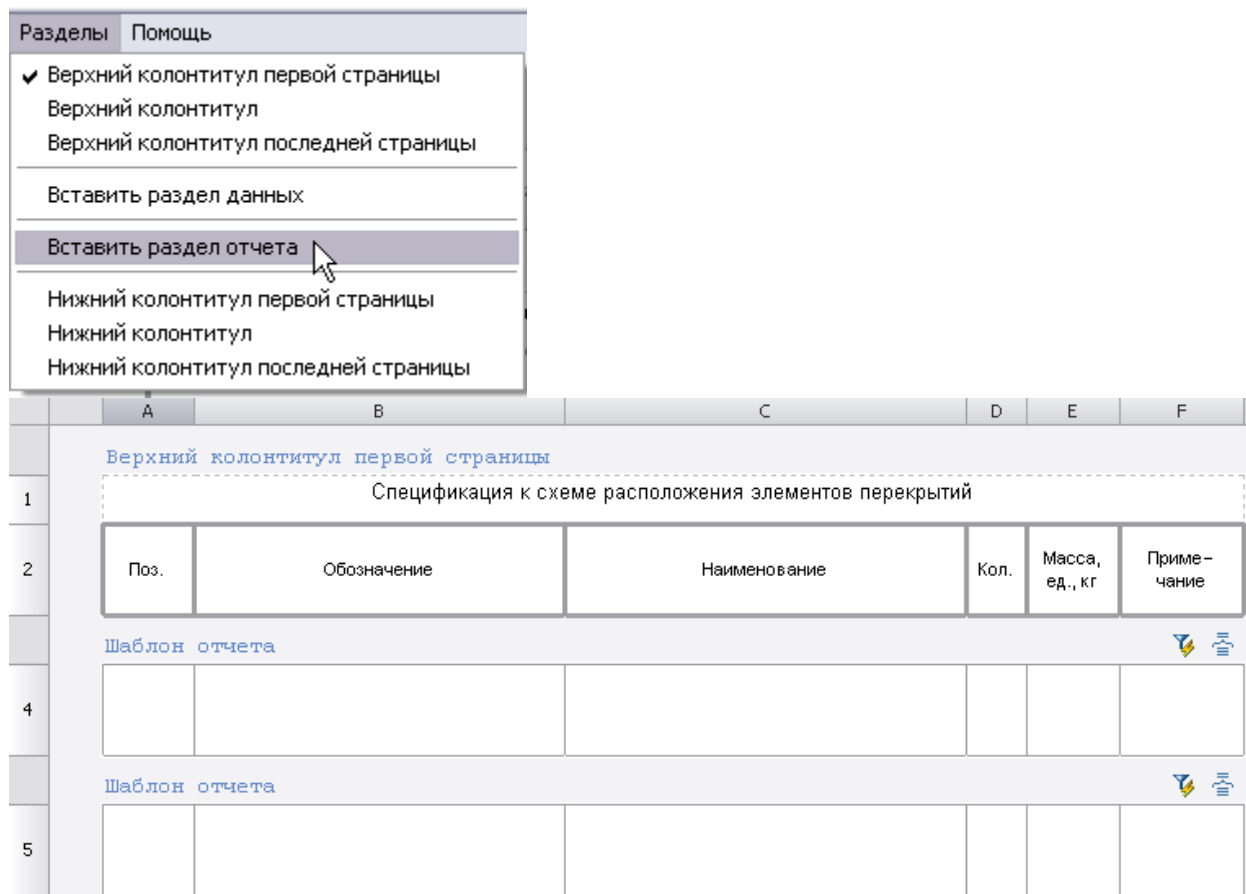 Разделы Помощь
Верхний колонтитул первой страницы
Верхний колонтитул
Верхний колонтитул последней страницы
Вставить раздел данных
Вставить раздел отчета
Нижний колонтитул первой страницы
Нижний колонтитул
Нижний колонтитул последней страницы
A B C D E F
Верхний колонтитул первой страницы
1 Спецификация к схеме расположения элементов перекрытий
2 Поз. Обозначение Наименование Кол. Масса, ед., кг Приме-чание
Шаблон отчета
4
Шаблон отчета
5